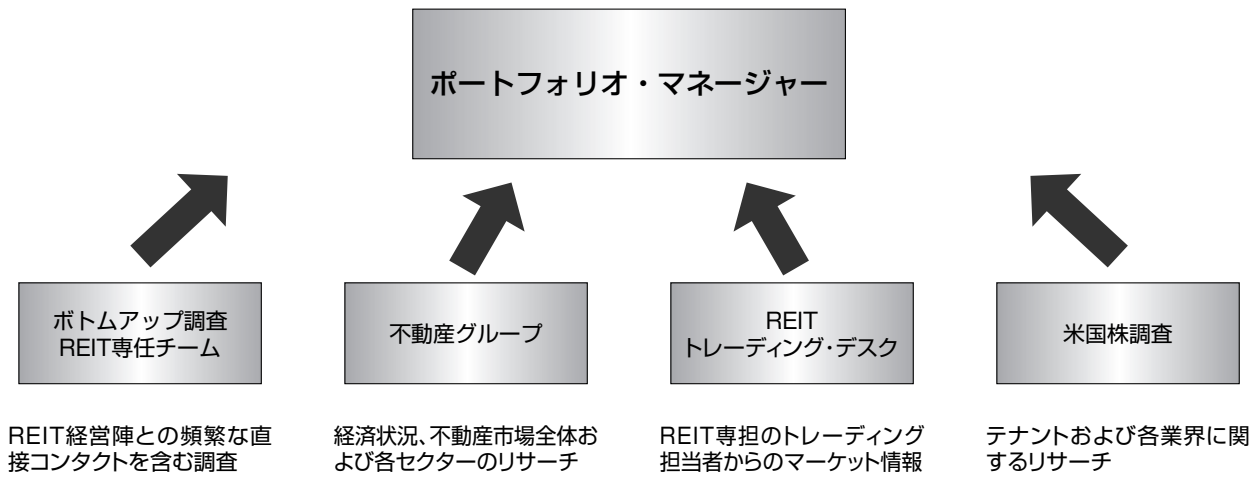 ポートフォリオ・マネージャー
ボトムアップ調査
REIT専任チーム
不動産グループ
REIT
トレーディング・デスク
米国株調査
REIT経営陣との頻繁な直
接コンタクトを含む調査
経済状況、不動産市場全体お
よび各セクターのリサーチ
REIT専担のトレーディング
担当者からのマーケット情報
テナントおよび各業界に関
するリサーチ